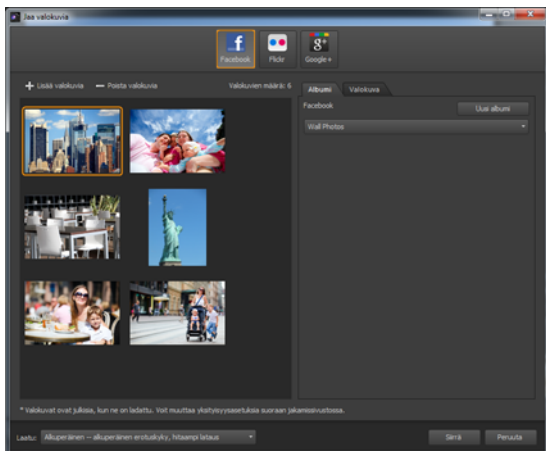 Jaa valokuvia
Facebook
Flickr
Google+
Lisää valokuvia
Poista valokuvia
Valokuvien määrä: 6
Albumi
Valokuva
Facebook
Uusi albumi
Wall Photos
* Valokuvat ovat julkisia, kun ne on ladattu. Voit muuttaa yksityisyysasetuksia suoraan jakamissivustossa.
Laatu:
Alkuperäinen -- alkuperäinen erotuskyky, hitaampi lataus
Siirrä
Peruuta